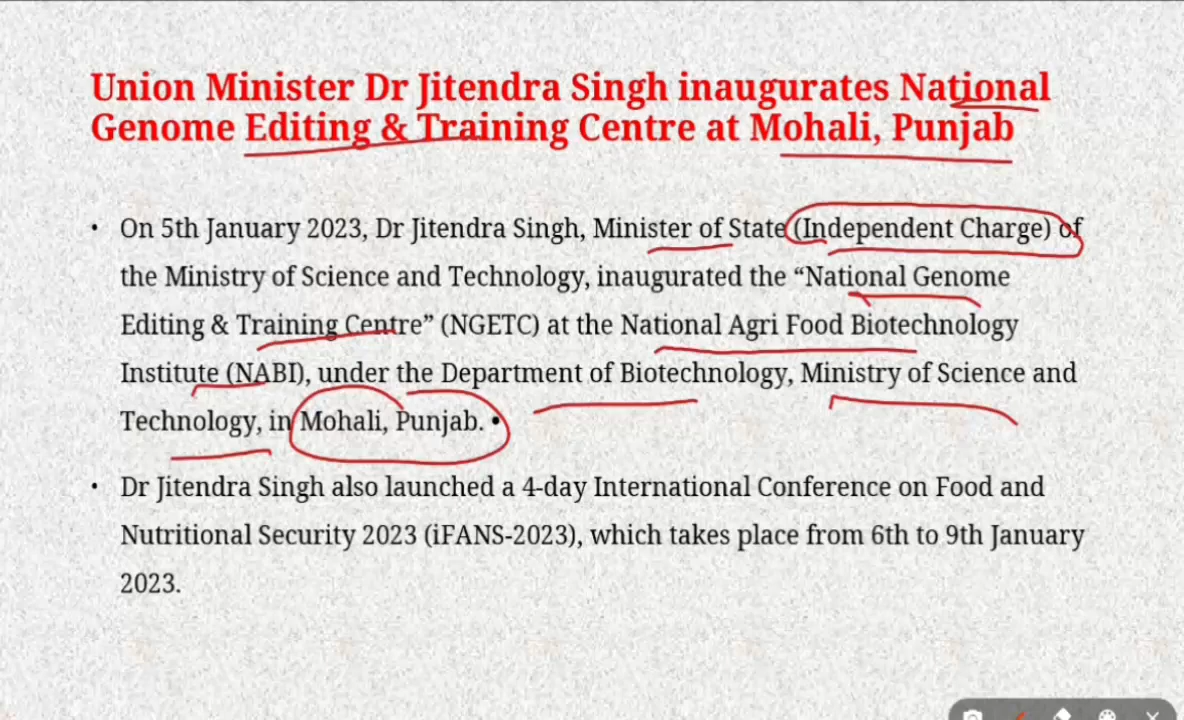 Union Minister Dr Jitendra Singh inaugurates National
Genome Editing & Training Centre at Mohali, Punjab
• On 5th January 2023, Dr Jitendra Singh, Minister of State (Independent Charge) of
the Ministry of Science and Technology, inaugurated the “National Genome
Editing & Training Centre” (NGETC) at the National Agri Food Biotechnology
Institute (NABI), under the Department of Biotechnology, Ministry of Science and
Technology, in Mohali, Punjab. •
• Dr Jitendra Singh also launched a 4-day International Conference on Food and
Nutritional Security 2023 (iFANS-2023), which takes place from 6th to 9th January
2023.